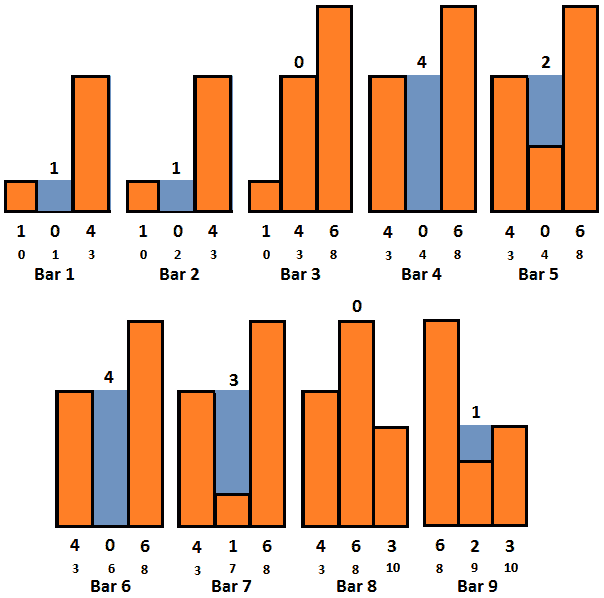 0 4 2
1 1
1 0 4 1 0 4 1 4 6 4 0 6 4 0 6
0 1 3 0 2 3 0 3 8 3 4 8 3 4 8
Bar 1 Bar 2 Bar 3 Bar 4 Bar 5
0
4 3 1
4 0 6 4 1 6 4 6 3 6 2 3
3 6 8 3 7 8 3 8 10 8 9 10
Bar 6 Bar 7 Bar 8 Bar 9